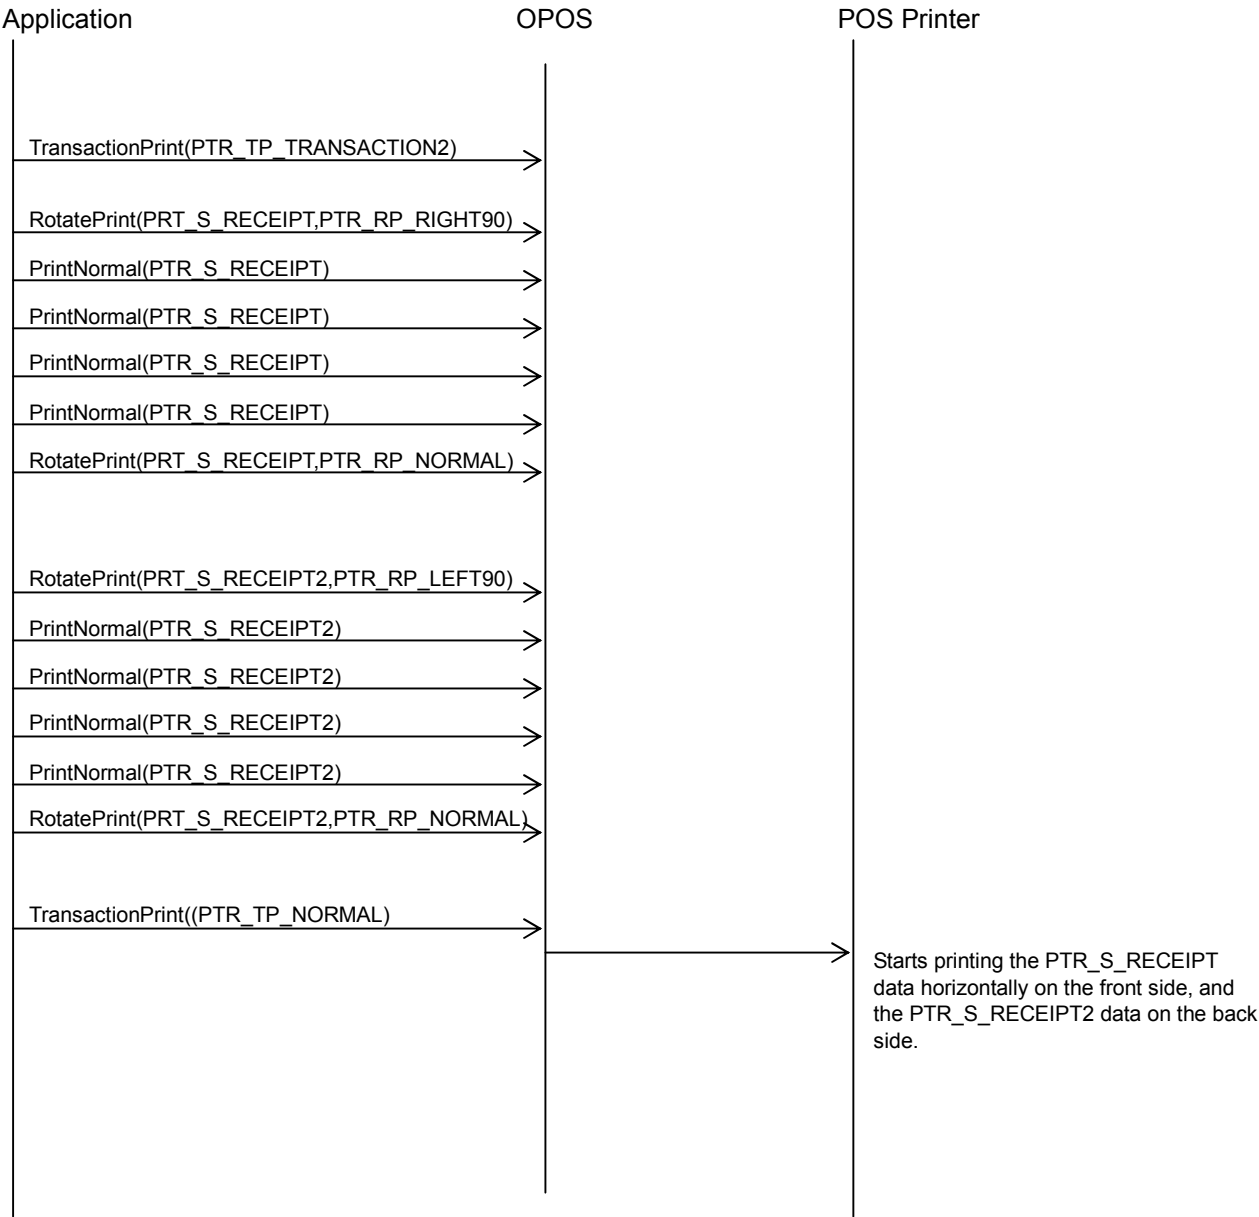 Application OPOS POS Printer
TransactionPrint(PTR_TP_TRANSACTION2)
RotatePrint(PRT_S_RECEIPT,PTR_RP_RIGHT90)
PrintNormal(PTR_S_RECEIPT)
PrintNormal(PTR_S_RECEIPT)
PrintNormal(PTR_S_RECEIPT)
PrintNormal(PTR_S_RECEIPT)
RotatePrint(PRT_S_RECEIPT,PTR_RP_NORMAL)
RotatePrint(PRT_S_RECEIPT2,PTR_RP_LEFT90)
PrintNormal(PTR_S_RECEIPT2)
PrintNormal(PTR_S_RECEIPT2)
PrintNormal(PTR_S_RECEIPT2)
PrintNormal(PTR_S_RECEIPT2)
RotatePrint(PRT_S_RECEIPT2,PTR_RP_NORMAL)
TransactionPrint((PTR_TP_NORMAL)
Starts printing the PTR_S_RECEIPT
data horizontally on the front side, and
the PTR_S_RECEIPT2 data on the back
side.